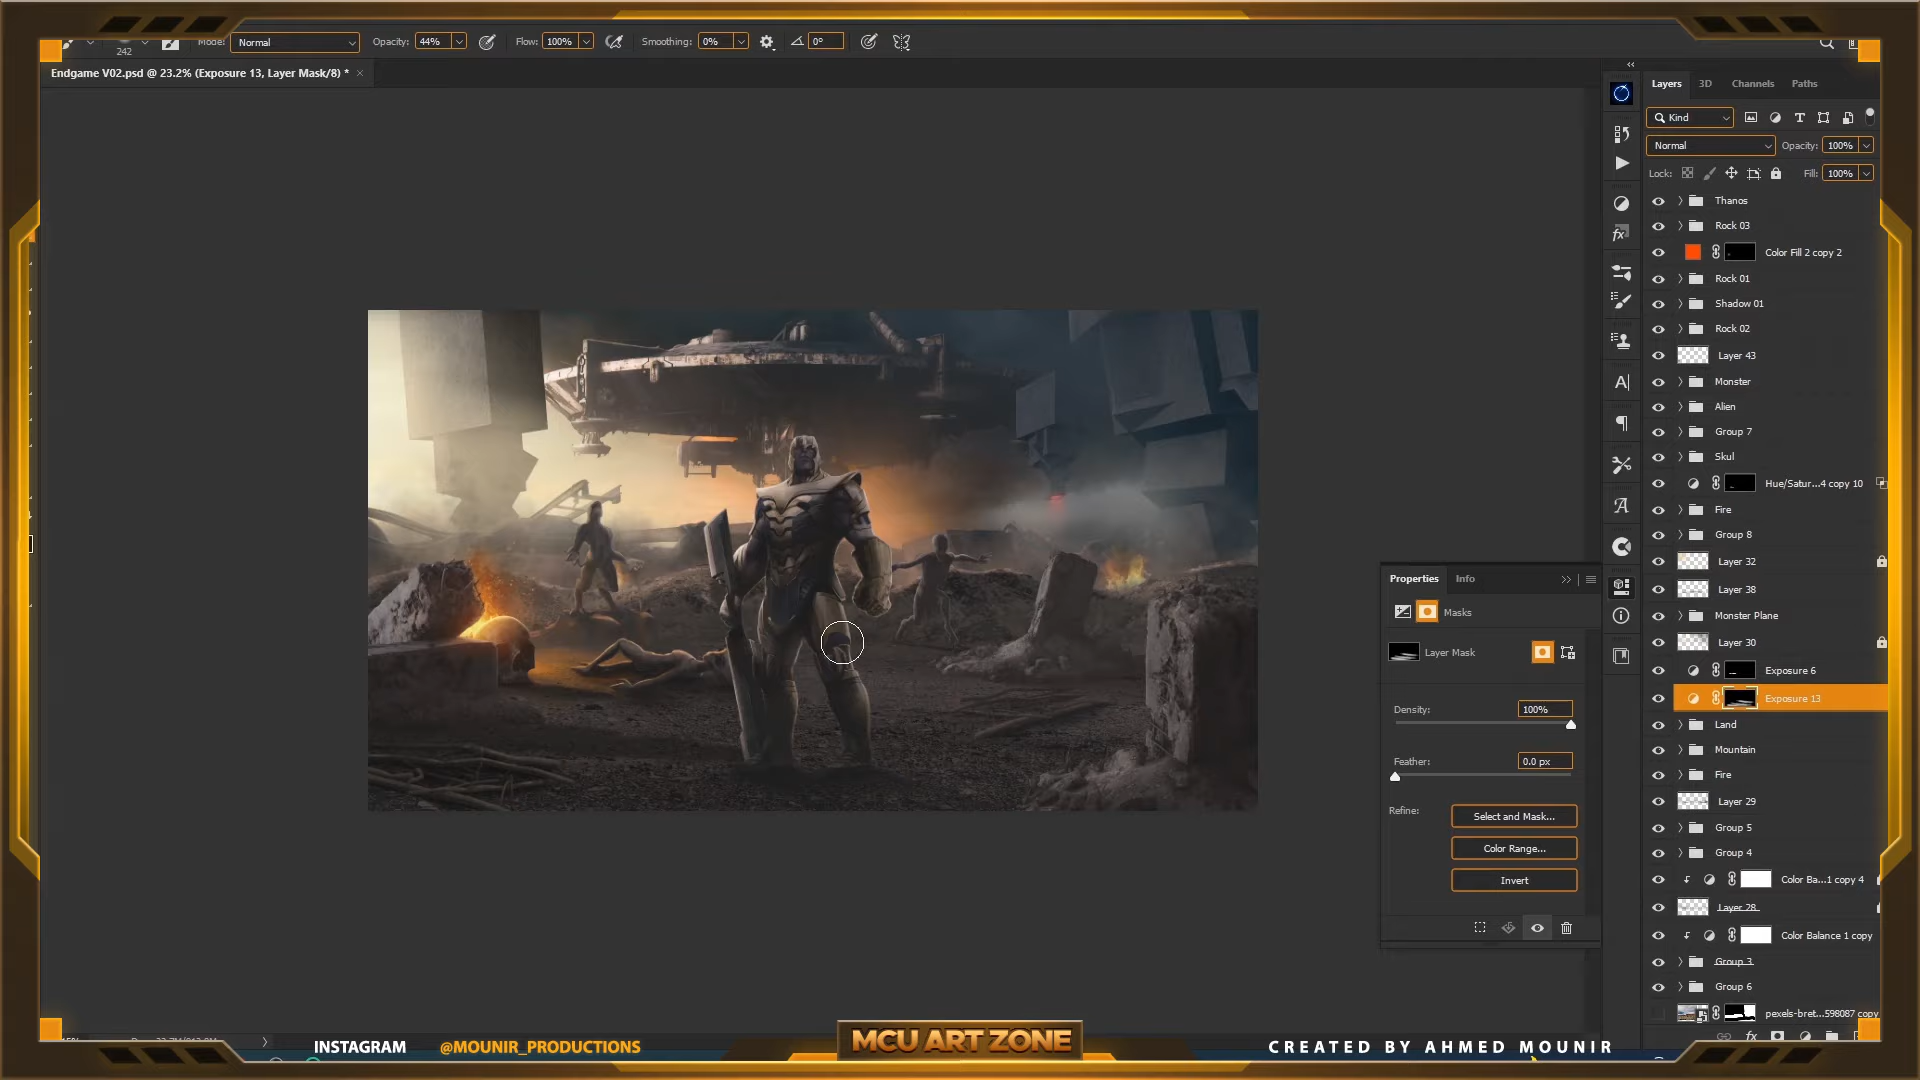 242
Mode: Normal Opacity: 44% Flow: 100% Smoothing: 0% 0°
Endgame V02.psd @ 23.2% (Exposure 13, Layer Mask/8) * ×
Layers 3D Channels Paths
Kind
Normal Opacity: 100%
Lock: Fill: 100%
Thanos
Rock 03
Color Fill 2 copy 2
Rock 01
Shadow 01
Rock 02
Layer 43
Monster
Alien
Group 7
Skul
Hue/Satur...4 copy 10
Fire
Group 8
Layer 32
Layer 38
Monster Plane
Layer 30
Exposure 6
Exposure 13
Land
Mountain
Fire
Layer 29
Group 5
Group 4
Color Ba...1 copy 4
Layer 28
Color Balance 1 copy
Group 3
Group 6
pexels-bret...598087 copy
Properties Info
Masks
Layer Mask
Density: 100%
Feather: 0.0 px
Refine: Select and Mask...
Color Range...
Invert
INSTAGRAM @MOUNIR_PRODUCTIONS
MCU ART ZONE
CREATED BY AHMED MOUNIR